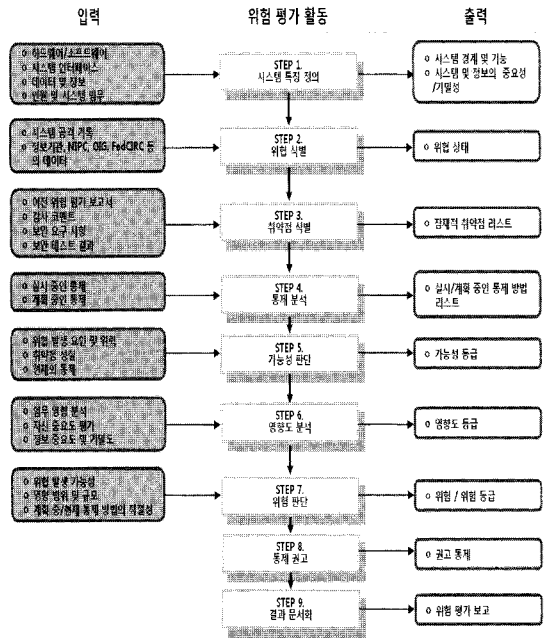 입력
위험 평가 활동
출력
하드웨어/소프트웨어
시스템 인터페이스
데이터 및 정보
인원 및 시스템 임무
STEP 1.
시스템 특징 정의
시스템 경계 및 기능
시스템 및 정보의 중요성
/기밀성
시스템 공격 기록
정보기관, NIPC, OIG, FedCIRC 등
의 데이터
STEP 2.
위협 식별
위협 상태
이전 위험 평가 보고서
감사 코멘트
보안 요구 사항
보안 테스트 결과
STEP 3.
취약점 식별
잠재적 취약점 리스트
실시 중인 통제
계획 중인 통제
STEP 4.
통제 분석
실시/계획 중인 통제 방법
리스트
위협 발생 요인 및 위력
취약점 성질
현재의 통제
STEP 5.
가능성 판단
가능성 등급
임무 영향 분석
자산 중요도 평가
정보 중요도 및 기밀도
STEP 6.
영향도 분석
영향도 등급
위협 발생 가능성
영향 범위 및 규모
계획 중/현재 통제 방법의 적절성
STEP 7.
위험 판단
위험 / 위험 등급
STEP 8.
통제 권고
권고 통제
STEP 9.
결과 문서화
위험 평가 보고